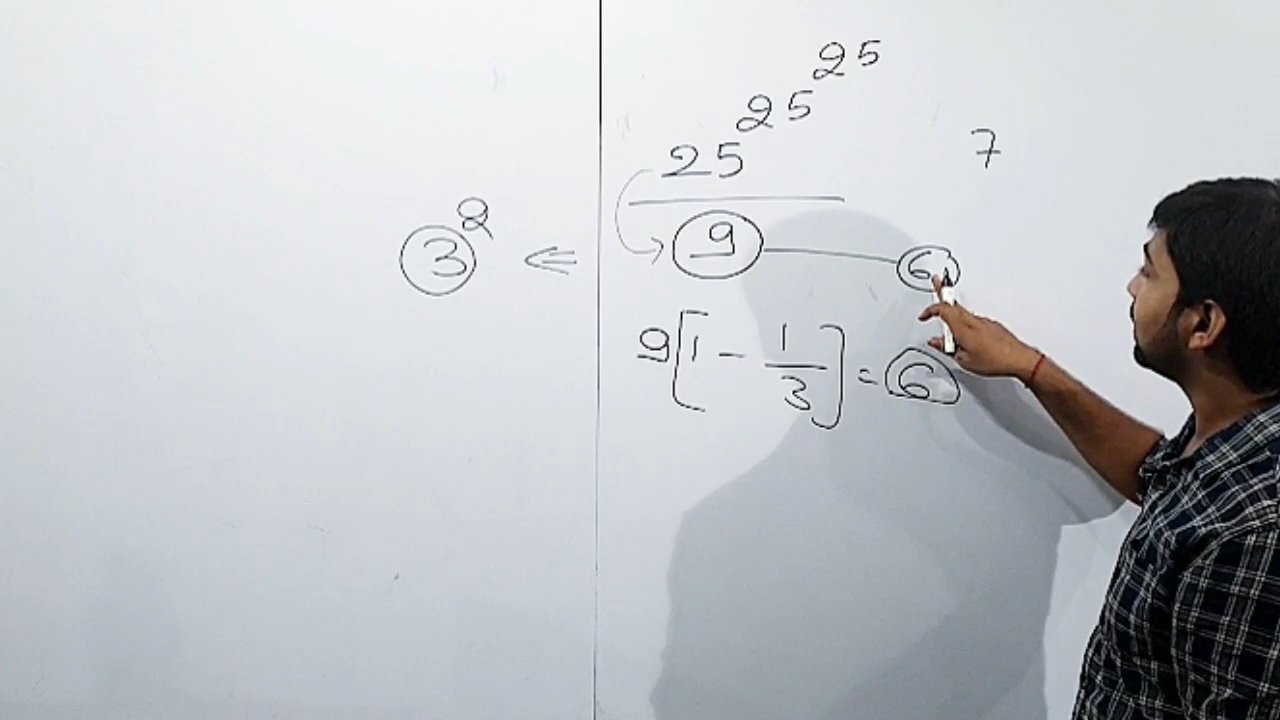 25^25^25
7
3^2 ⇐ 9 — 6
9[1 - 1/3] = 6